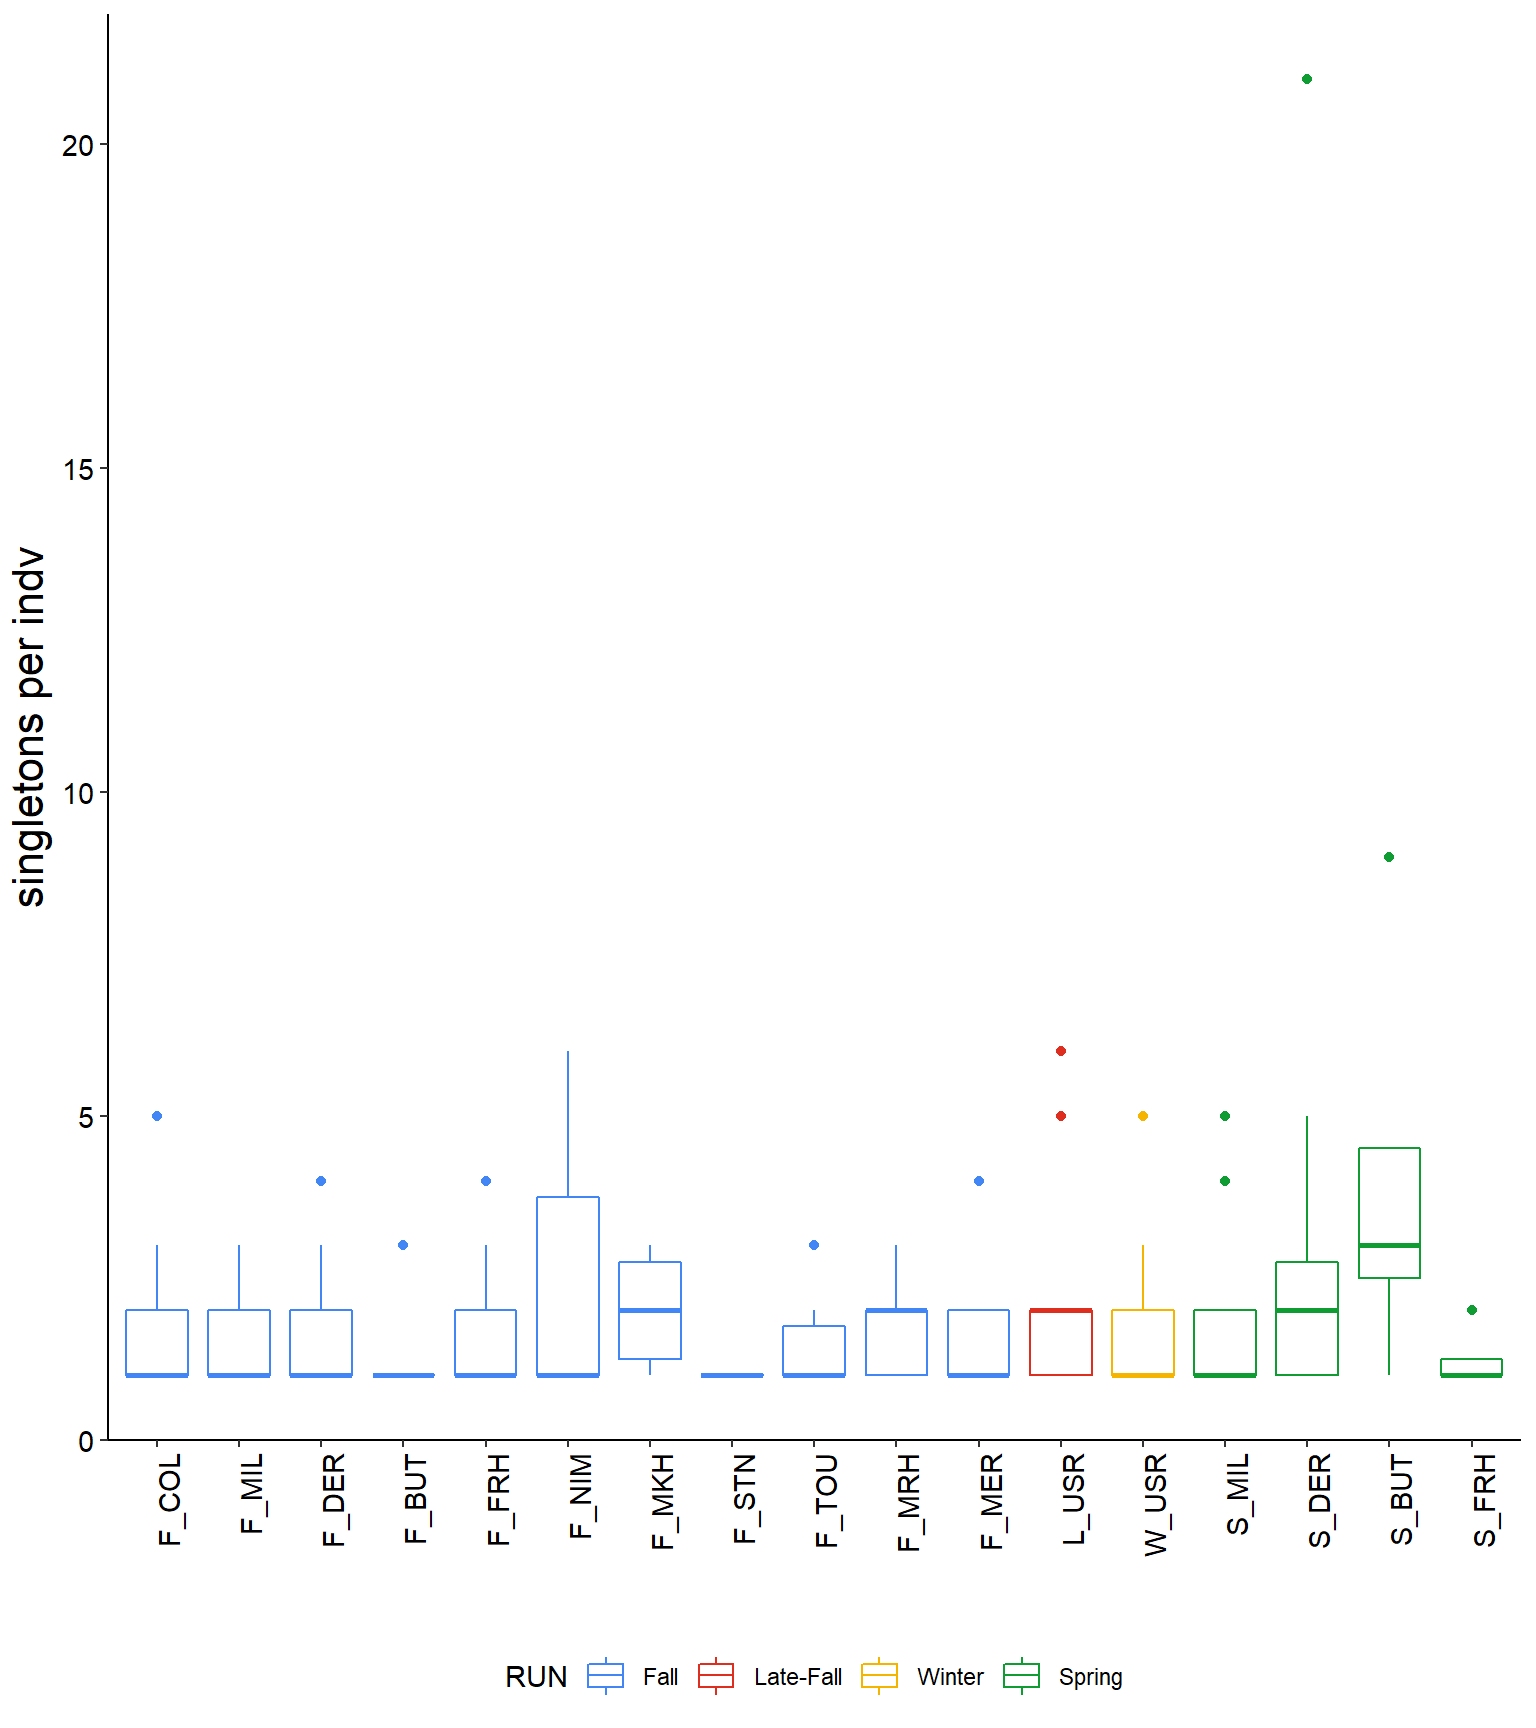 singletons per indv
20
15
10
5
0
F_COL
F_MIL
F_DER
F_BUT
F_FRH
F_NIM
F_MKH
F_STN
F_TOU
F_MRH
F_MER
L_USR
W_USR
S_MIL
S_DER
S_BUT
S_FRH
RUN Fall Late-Fall Winter Spring